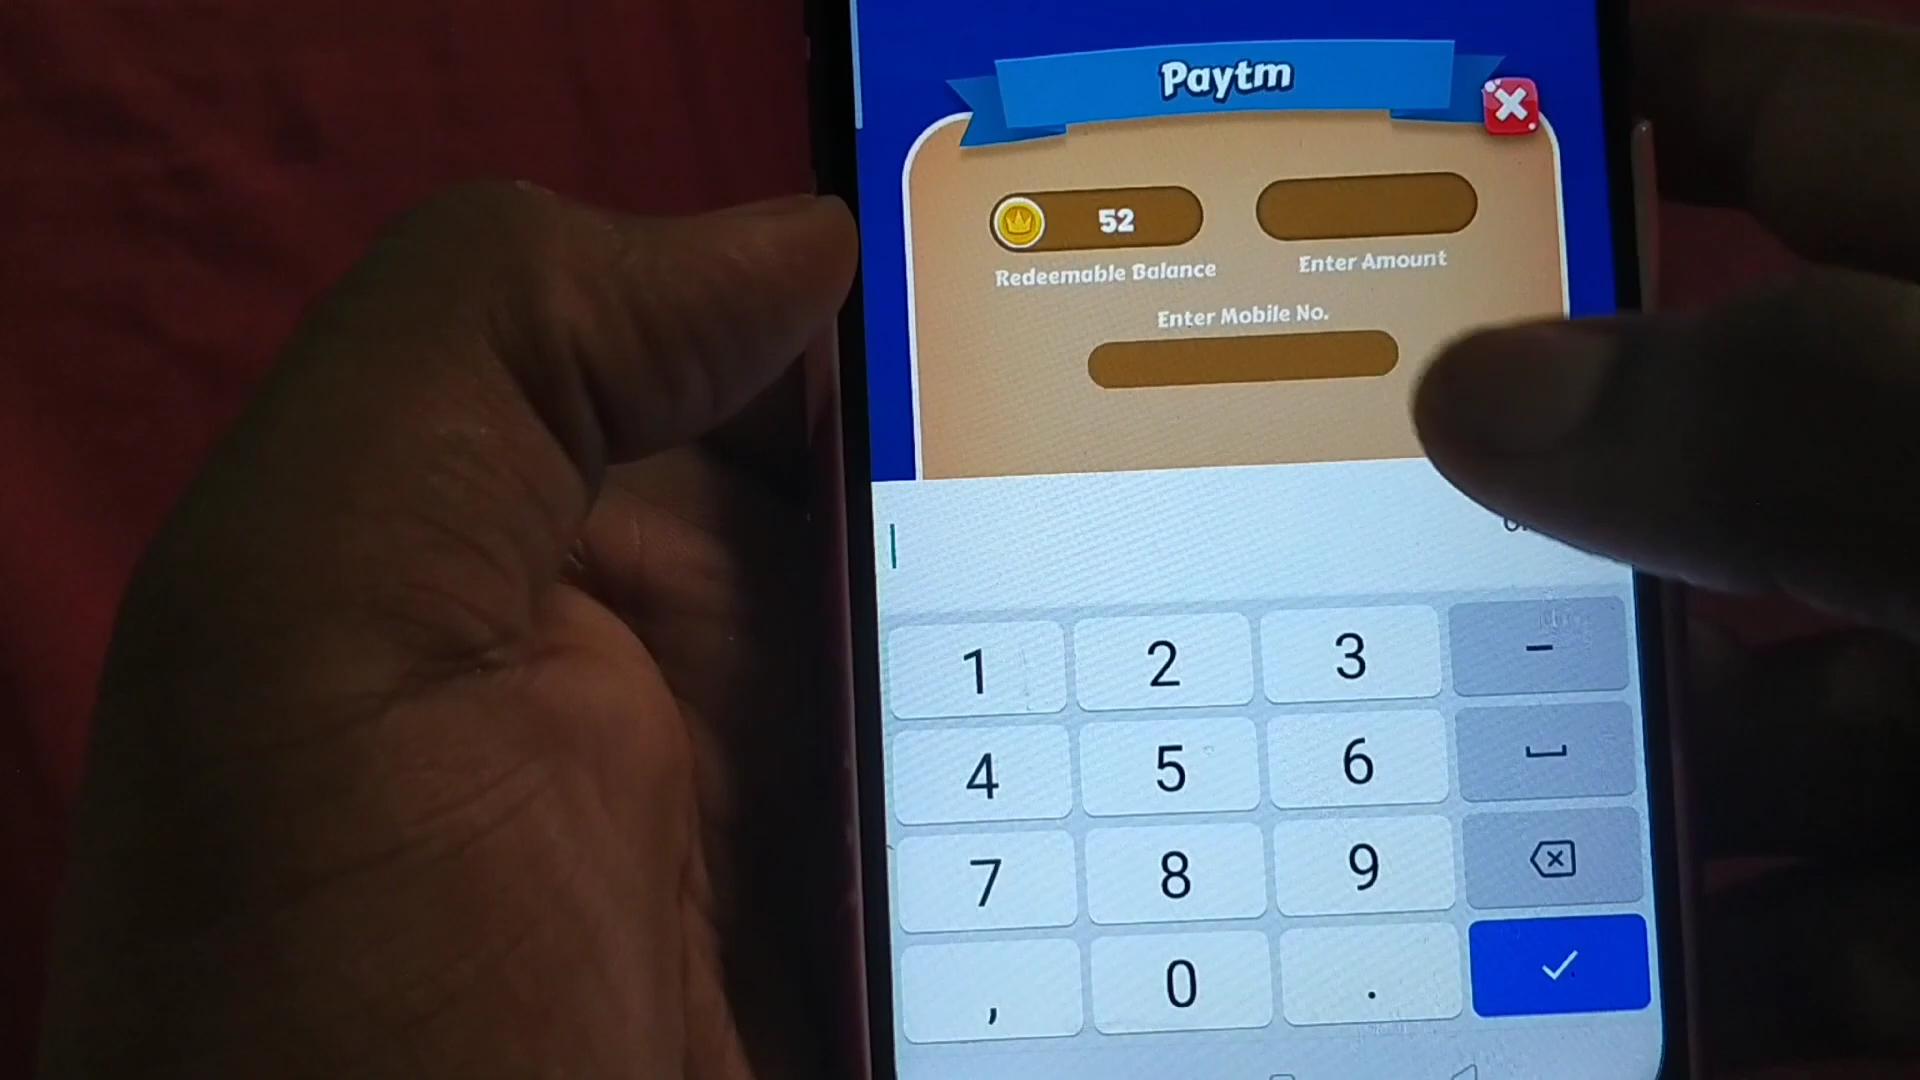 Paytm
52
Redeemable Balance
Enter Amount
Enter Mobile No.
1 2 3 –
4 5 6
7 8 9
, 0 .